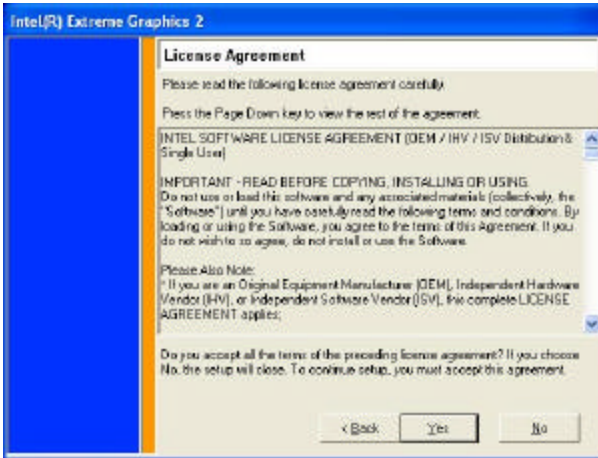 Intel(R) Extreme Graphics 2
License Agreement
Please read the following license agreement carefully.
Press the Page Down key to view the rest of the agreement.
INTEL SOFTWARE LICENSE AGREEMENT (OEM / IHV / ISV Distribution &
Single User)
IMPORTANT - READ BEFORE COPYING, INSTALLING OR USING.
Do not use or load this software and any associated materials (collectively, the
"Software") until you have carefully read the following terms and conditions. By
loading or using the Software, you agree to the terms of this Agreement. If you
do not wish to so agree, do not install or use the Software.
Please Also Note:
* If you are an Original Equipment Manufacturer (OEM), Independent Hardware
Vendor (IHV), or Independent Software Vendor (ISV), this complete LICENSE
AGREEMENT applies;
Do you accept all the terms of the preceding license agreement? If you choose
No, the setup will close. To continue setup, you must accept this agreement.
< Back
Yes
No